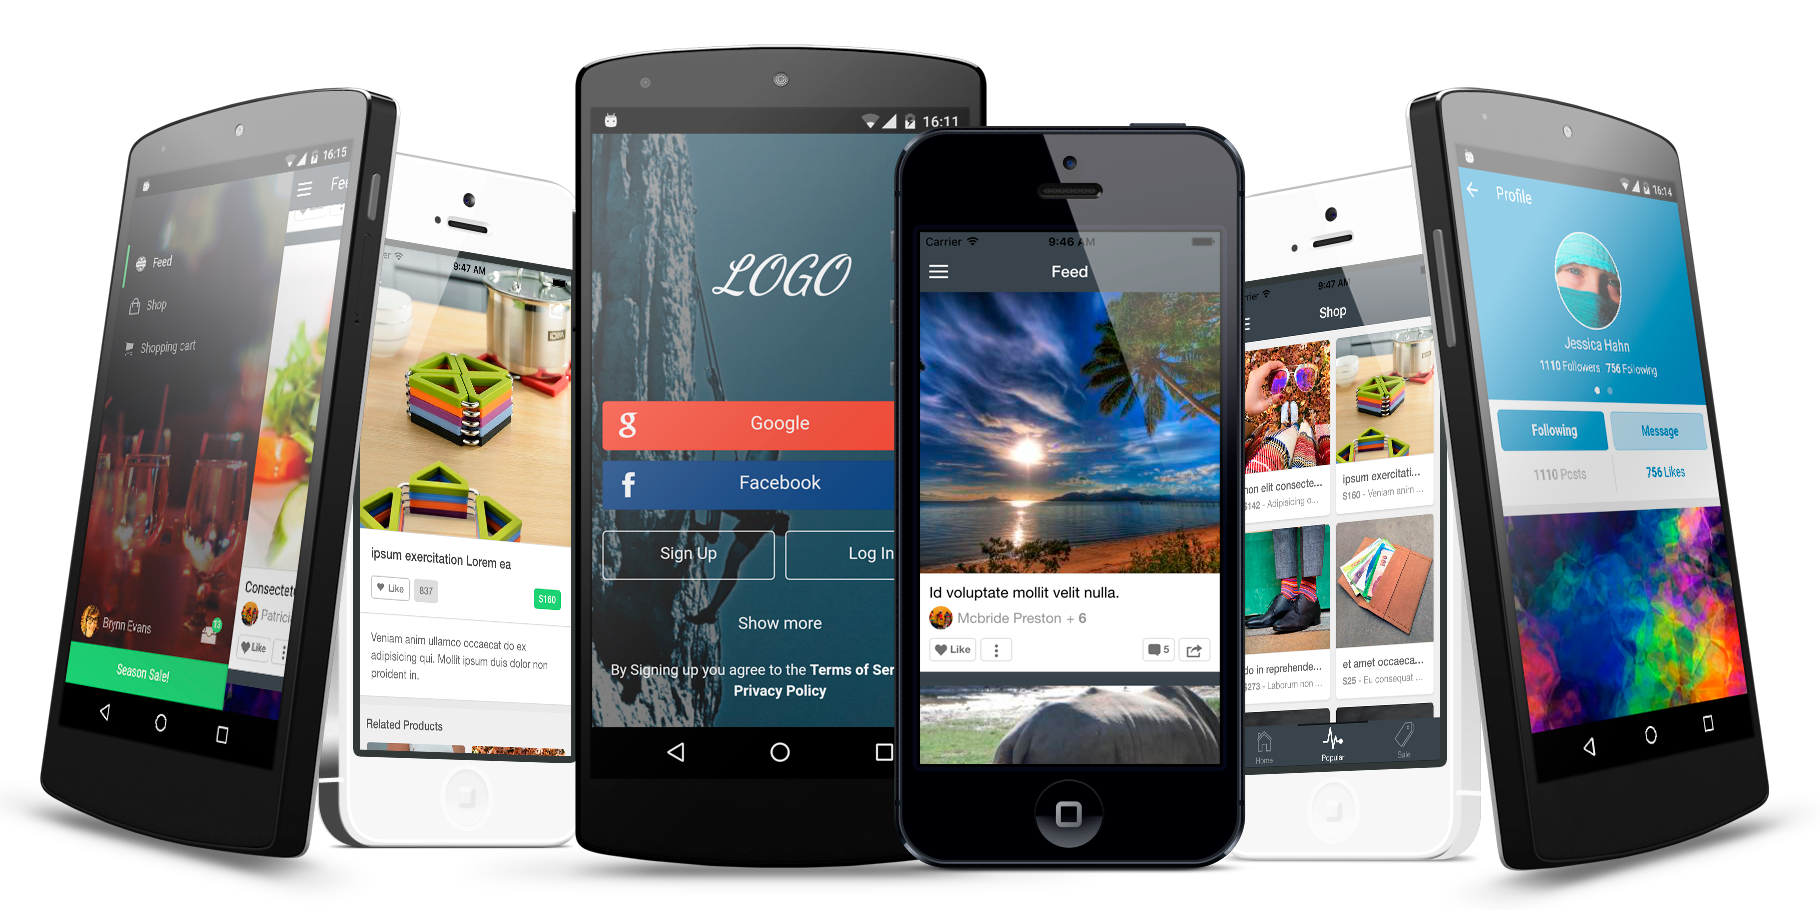 16:15
Feed
Shop
Shopping cart
Brynn Evans
13
Season Sale!
Consectet
Patrici
Like
9:47 AM
ipsum exercitation Lorem ea
Like 837
$160
Veniam anim ullamco occaecat do ex
adipisicing qui. Mollit ipsum duis dolor non
proident in.
Related Products
16:11
LOGO
g Google
f Facebook
Sign Up
Log In
Show more
By Signing up you agree to the Terms of Ser
Privacy Policy
Carrier 9:46 AM
Feed
Id voluptate mollit velit nulla.
Mcbride Preston + 6
Like
5
9:47 AM
Shop
non elit consecte...
$142 - Adipisicing o...
ipsum exercitati...
$160 - Veniam anim ...
do in reprehende...
$273 - Laborum non ...
et amet occaeca...
$25 - Eu consequat ...
Home
Popular
Sale
16:14
Profile
Jessica Hahn
1110 Followers 756 Following
Following
Message
1110 Posts
756 Likes